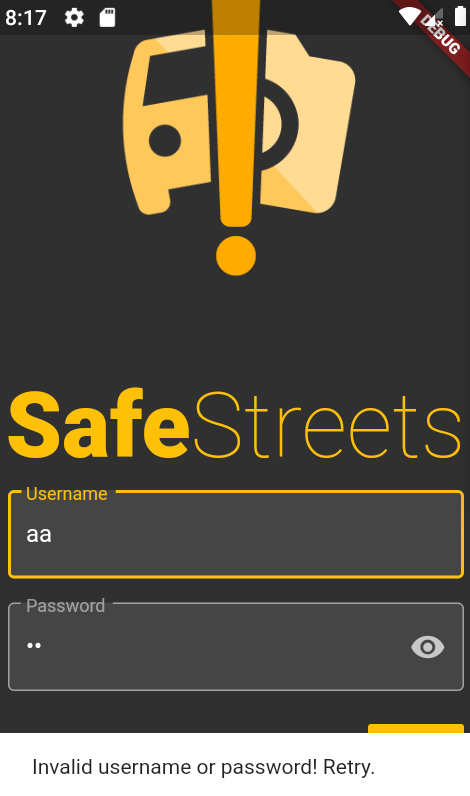 8:17
DEBUG
SafeStreets
Username
aa
Password
••
Invalid username or password! Retry.